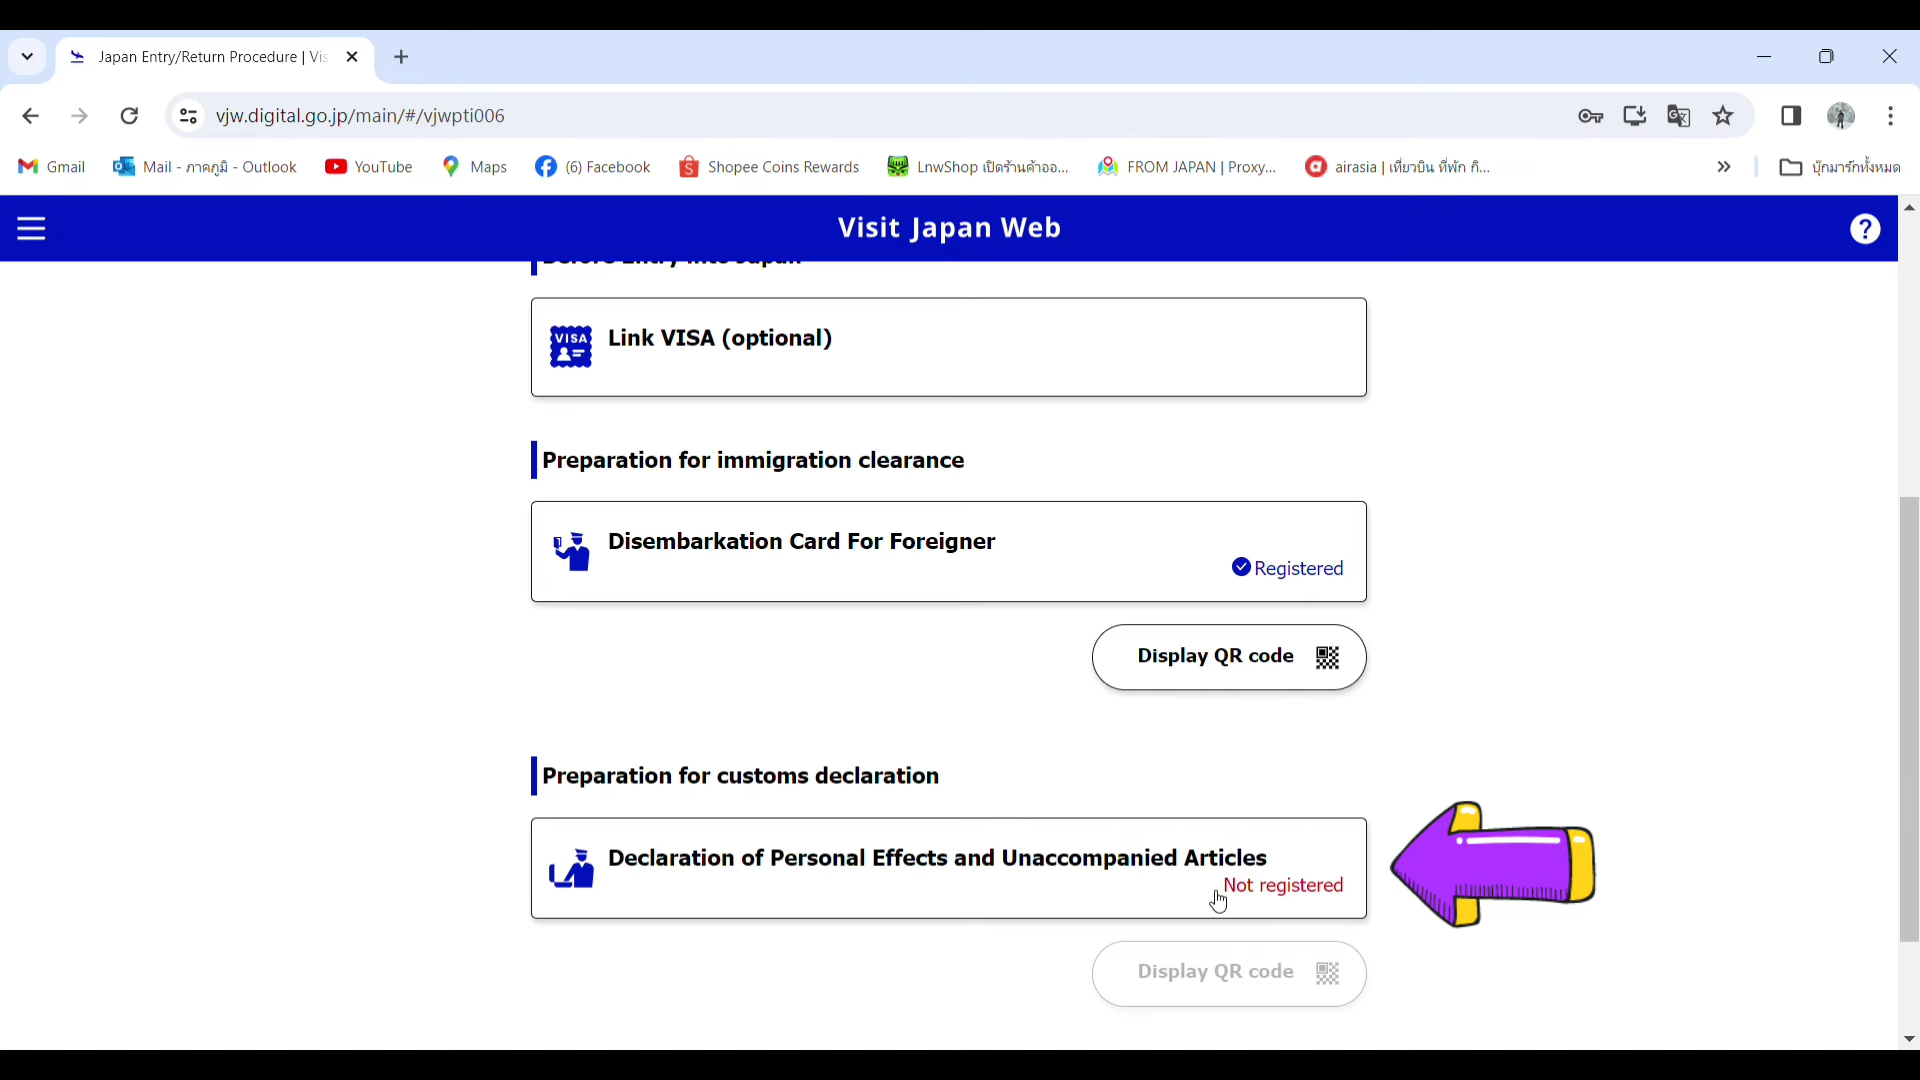 Japan Entry/Return Procedure | Vis
vjw.digital.go.jp/main/#/vjwpti006
Gmail
Mail - ภาคภูมิ - Outlook
YouTube
Maps
(6) Facebook
Shopee Coins Rewards
LnwShop เปิดร้านค้าออ...
FROM JAPAN | Proxy...
airasia | เที่ยวบิน ที่พัก กิ...
บุ๊กมาร์กทั้งหมด
Visit Japan Web
Before Entry into Japan
VISA
Link VISA (optional)
Preparation for immigration clearance
Disembarkation Card For Foreigner
Registered
Display QR code
Preparation for customs declaration
Declaration of Personal Effects and Unaccompanied Articles
Not registered
Display QR code